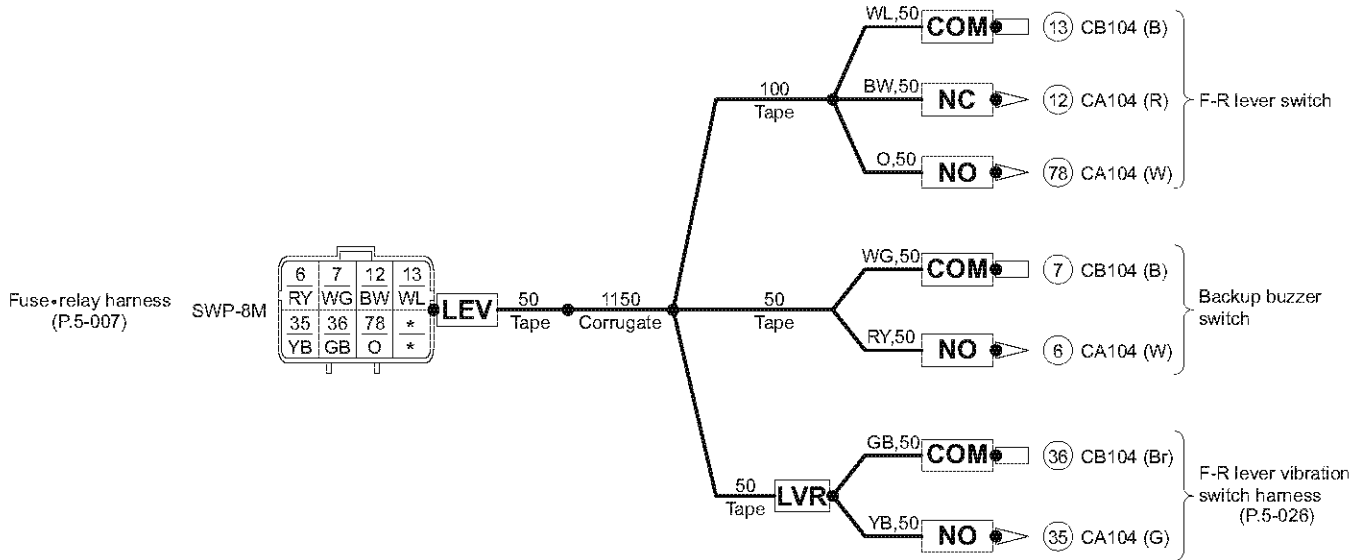 WL,50 COM 13 CB104 (B)
100 BW,50 NC 12 CA104 (R) F-R lever switch
Tape
O,50 NO 78 CA104 (W)
WG,50 COM 7 CB104 (B)
6 7 12 13
RY WG BW WL
35 36 78 *
YB GB O *
Fuse•relay harness
(P.5-007)
SWP-8M
LEV
50
Tape
1150
Corrugate
50
Tape
Backup buzzer
switch
RY,50 NO 6 CA104 (W)
GB,50 COM 36 CB104 (Br)
50
Tape
LVR
F-R lever vibration
switch harness
(P.5-026)
YB,50 NO 35 CA104 (G)